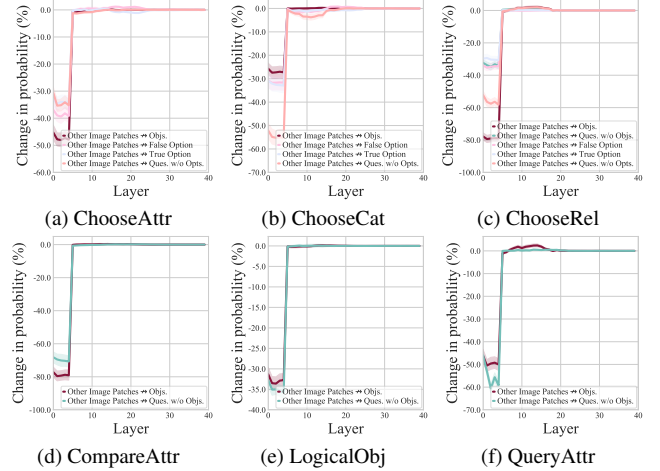 Change in probability (%)
0.0
-10.0
-20.0
-30.0
-40.0
-50.0
-60.0
Other Image Patches ↛ Objs.
Other Image Patches ↛ False Option
Other Image Patches ↛ True Option
Other Image Patches ↛ Ques. w/o Opts.
0 10 20 30 40
Layer
(a) ChooseAttr
Change in probability (%)
0.0
-10.0
-20.0
-30.0
-40.0
-50.0
-60.0
-70.0
Other Image Patches ↛ Objs.
Other Image Patches ↛ False Option
Other Image Patches ↛ True Option
Other Image Patches ↛ Ques. w/o Opts.
0 10 20 30 40
Layer
(b) ChooseCat
Change in probability (%)
0.0
-20.0
-40.0
-60.0
-80.0
-100.0
Other Image Patches ↛ Objs.
Other Image Patches ↛ Ques. w/o Objs.
Other Image Patches ↛ False Option
Other Image Patches ↛ True Option
Other Image Patches ↛ Ques. w/o Opts.
0 10 20 30 40
Layer
(c) ChooseRel
Change in probability (%)
0.0
-20.0
-40.0
-60.0
-80.0
-100.0
Other Image Patches ↛ Objs.
Other Image Patches ↛ Ques. w/o Objs.
0 10 20 30 40
Layer
(d) CompareAttr
Change in probability (%)
0.0
-5.0
-10.0
-15.0
-20.0
-25.0
-30.0
-35.0
-40.0
Other Image Patches ↛ Objs.
Other Image Patches ↛ Ques. w/o Objs.
0 10 20 30 40
Layer
(e) LogicalObj
Change in probability (%)
0.0
-10.0
-20.0
-30.0
-40.0
-50.0
-60.0
-70.0
Other Image Patches ↛ Objs.
Other Image Patches ↛ Ques. w/o Objs.
0 10 20 30 40
Layer
(f) QueryAttr